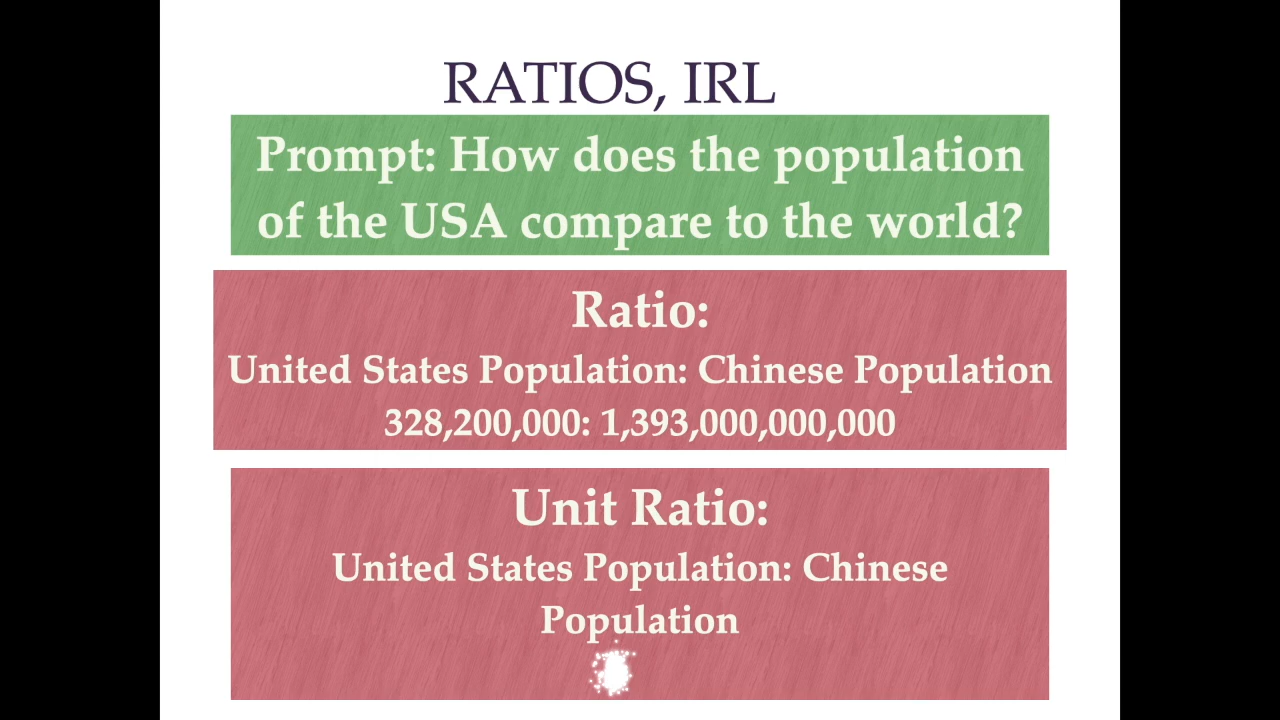 RATIOS, IRL
Prompt: How does the population
of the USA compare to the world?
Ratio:
United States Population: Chinese Population
328,200,000: 1,393,000,000,000
Unit Ratio:
United States Population: Chinese
Population